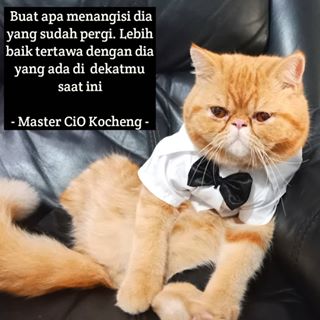 Buat apa menangisi dia
yang sudah pergi. Lebih
baik tertawa dengan dia
yang ada di dekatmu
saat ini
- Master CiO Kocheng -